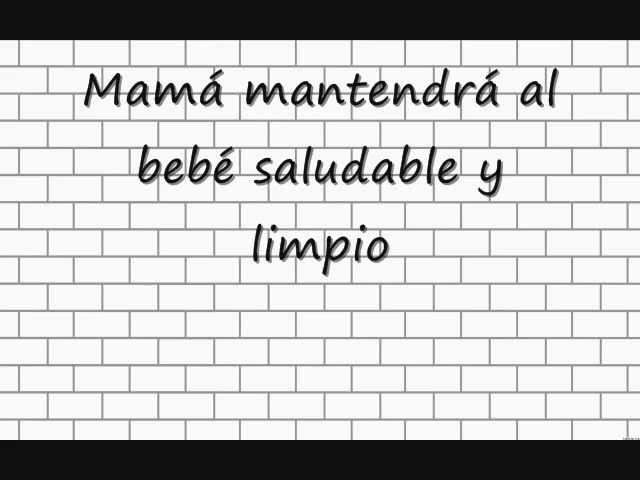 Mamá mantendrá al
bebé saludable y
limpio